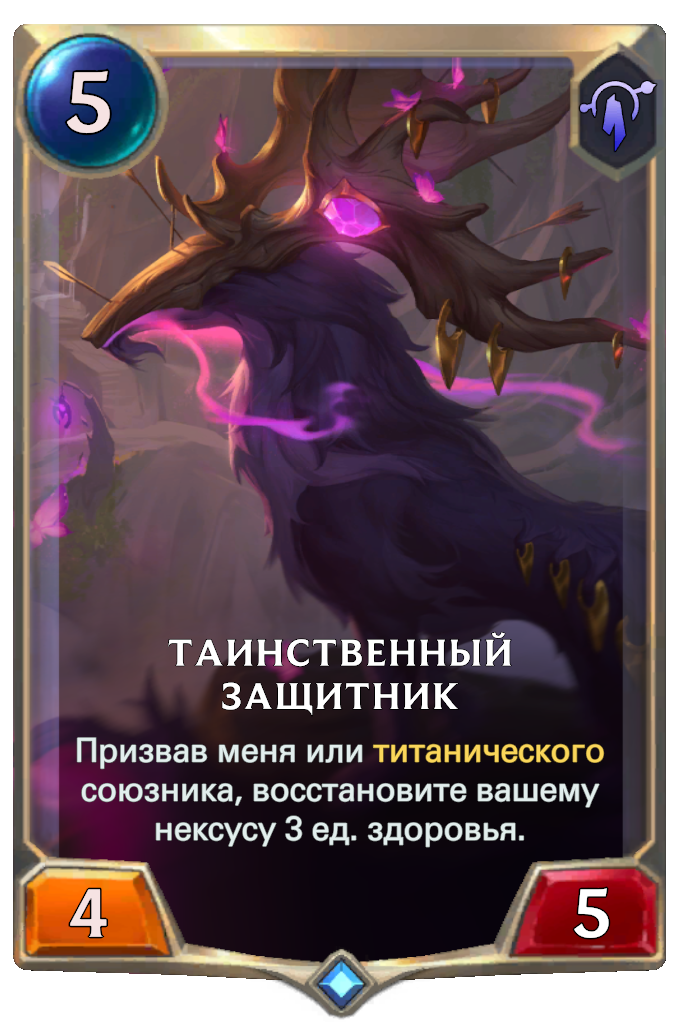 5
ТАИНСТВЕННЫЙ
ЗАЩИТНИК
Призвав меня или титанического
союзника, восстановите вашему
нексусу 3 ед. здоровья.
4
5